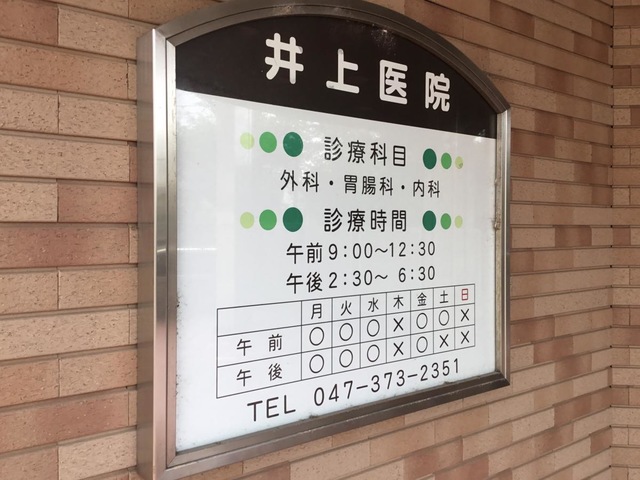 井上医院
診療科目
外科・胃腸科・内科
診療時間
午前 9:00～12:30
午後 2:30～ 6:30
月 火 水 木 金 土 日
午前 ○ ○ ○ × ○ ○ ×
午後 ○ ○ ○ × ○ × ×
TEL 047-373-2351